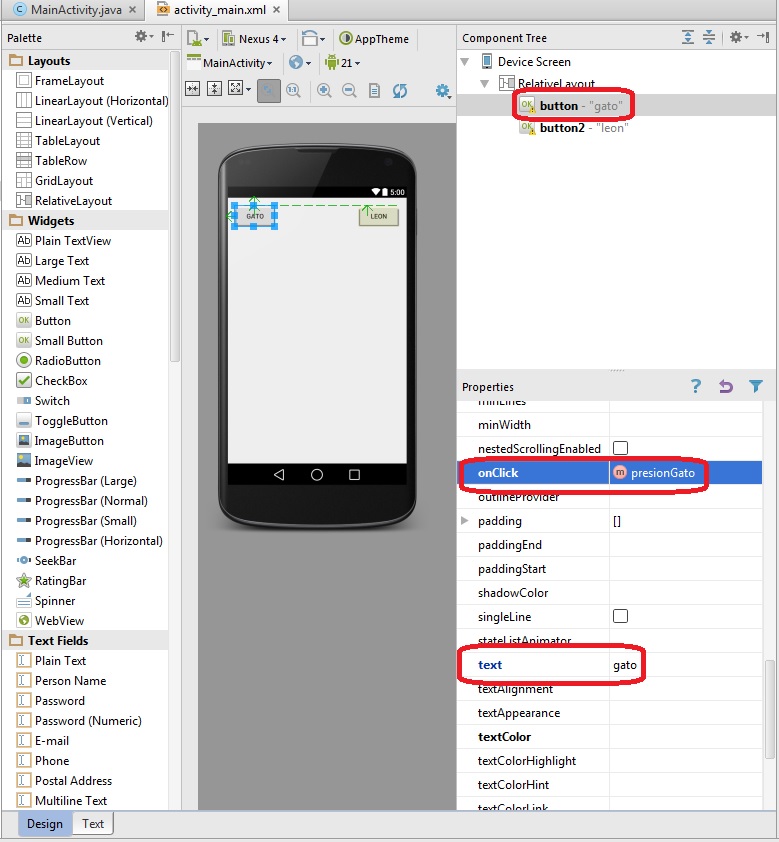 MainActivity.java
activity_main.xml
Palette
Layouts
FrameLayout
LinearLayout (Horizontal)
LinearLayout (Vertical)
TableLayout
TableRow
GridLayout
RelativeLayout
Widgets
Plain TextView
Large Text
Medium Text
Small Text
Button
Small Button
RadioButton
CheckBox
Switch
ToggleButton
ImageButton
ImageView
ProgressBar (Large)
ProgressBar (Normal)
ProgressBar (Small)
ProgressBar (Horizontal)
SeekBar
RatingBar
Spinner
WebView
Text Fields
Plain Text
Person Name
Password
Password (Numeric)
E-mail
Phone
Postal Address
Multiline Text
Design
Text
Nexus 4
AppTheme
MainActivity
21
5:00
GATO
LEON
Component Tree
Device Screen
RelativeLayout
button - "gato"
button2 - "leon"
Properties
minLines
minWidth
nestedScrollingEnabled
onClick m presionGato
outlineProvider
padding []
paddingEnd
paddingStart
shadowColor
singleLine
stateListAnimator
text gato
textAlignment
textAppearance
textColor
textColorHighlight
textColorHint
textColorLink